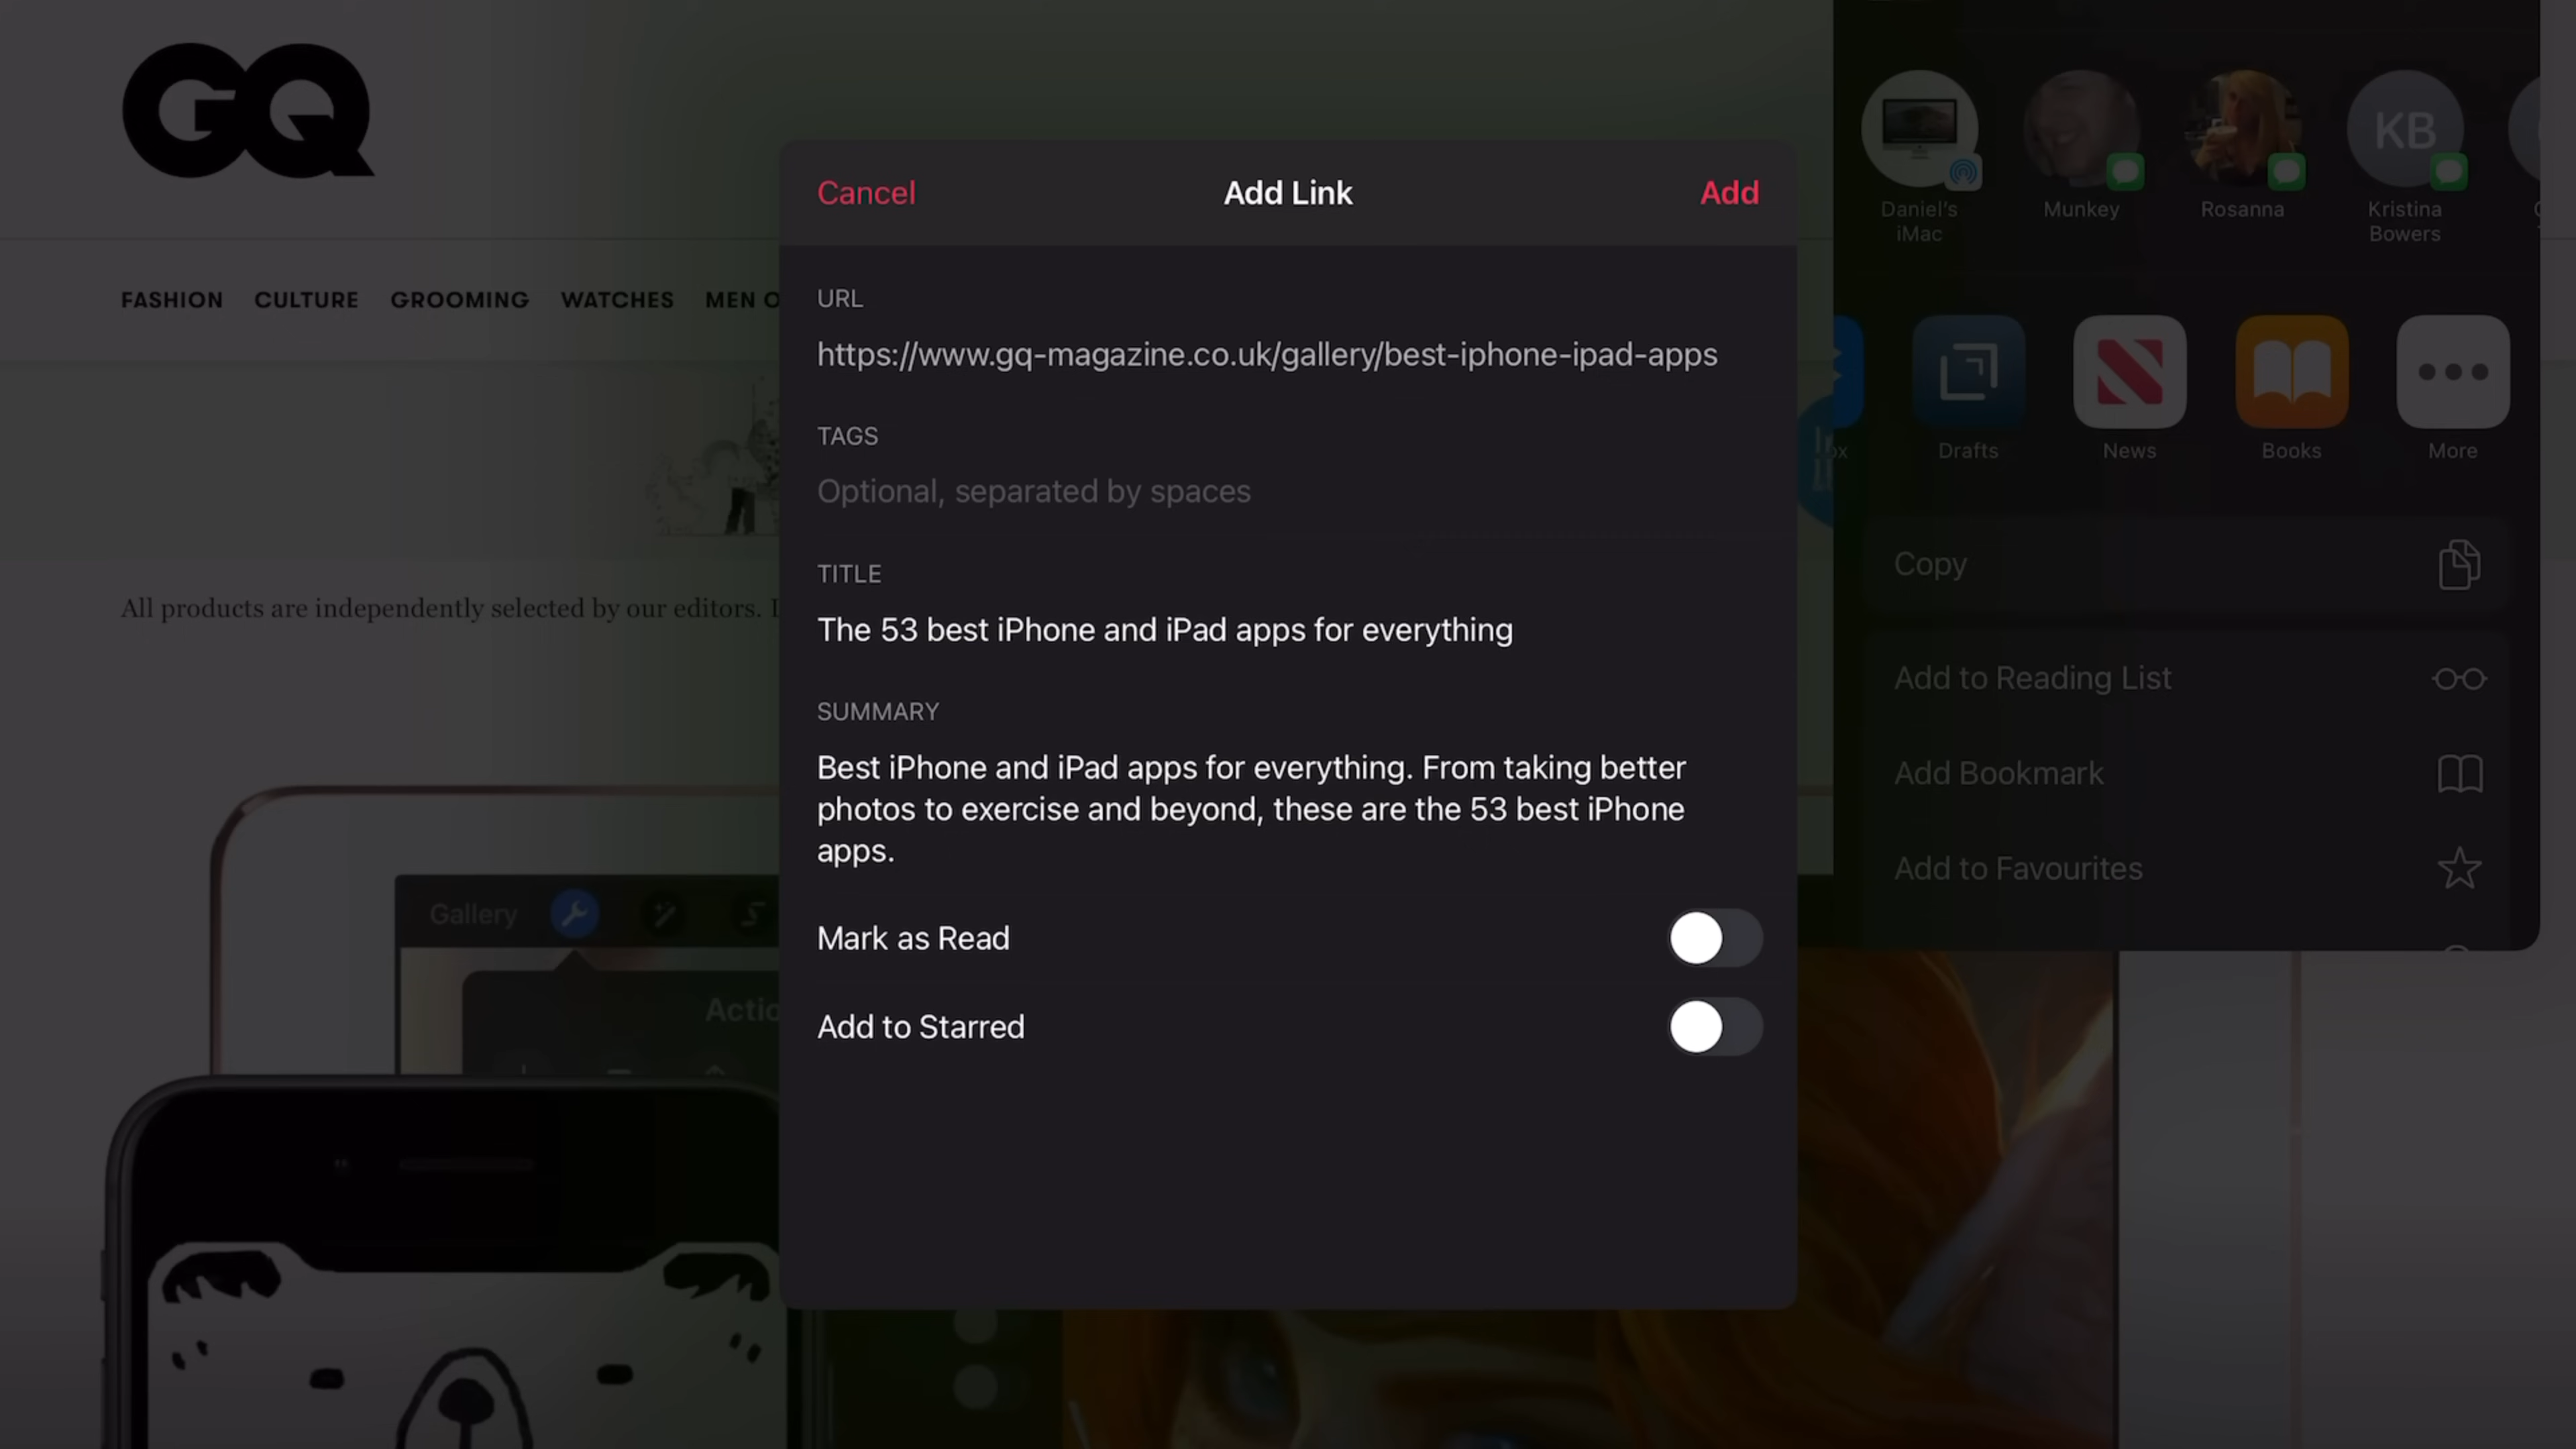 GQ
FASHION CULTURE GROOMING WATCHES MEN O
All products are independently selected by our editors.
Gallery
Actio
Cancel
Add Link
Add
URL
https://www.gq-magazine.co.uk/gallery/best-iphone-ipad-apps
TAGS
Optional, separated by spaces
TITLE
The 53 best iPhone and iPad apps for everything
SUMMARY
Best iPhone and iPad apps for everything. From taking better
photos to exercise and beyond, these are the 53 best iPhone
apps.
Mark as Read
Add to Starred
KB
Daniel's
iMac
Munkey
Rosanna
Kristina
Bowers
Drafts
News
Books
More
Copy
Add to Reading List
Add Bookmark
Add to Favourites